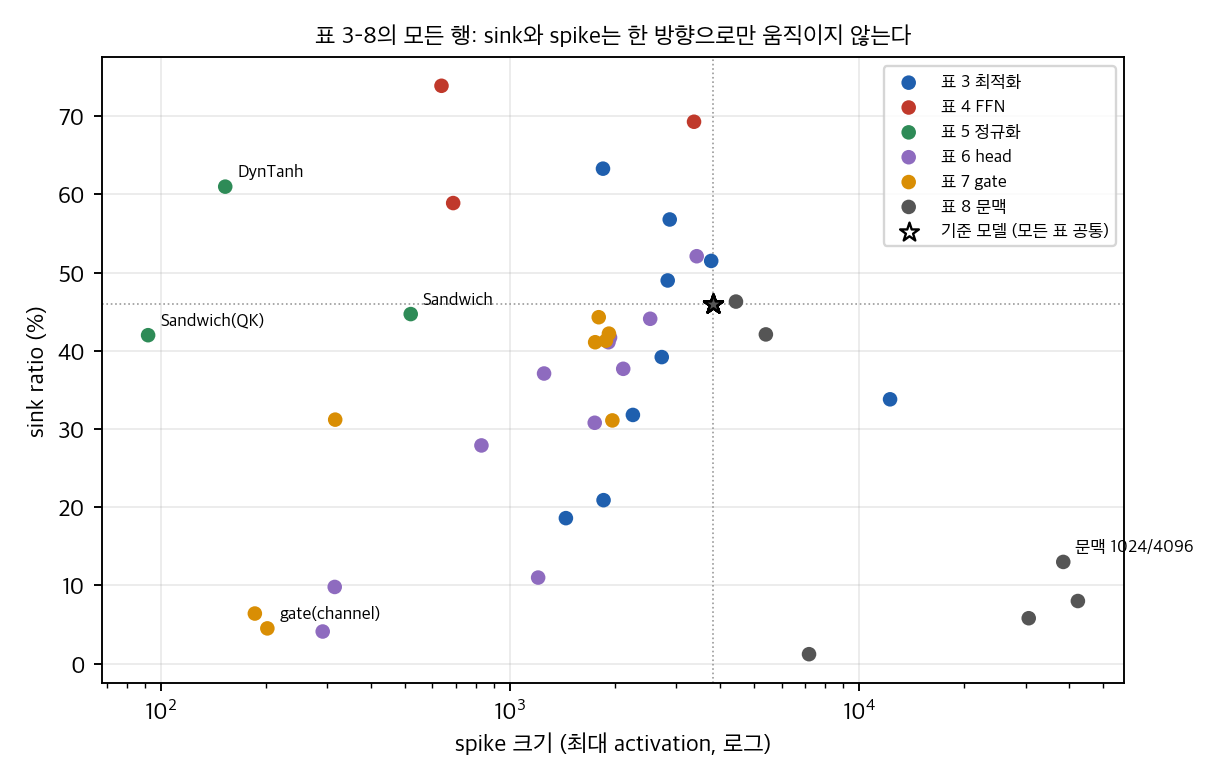 표 3-8의 모든 행: sink와 spike는 한 방향으로만 움직이지 않는다
sink ratio (%)
70
60
50
40
30
20
10
0
DynTanh
Sandwich
Sandwich(QK)
gate(channel)
문맥 1024/4096
표 3 최적화
표 4 FFN
표 5 정규화
표 6 head
표 7 gate
표 8 문맥
기준 모델 (모든 표 공통)
10²
10³
10⁴
spike 크기 (최대 activation, 로그)